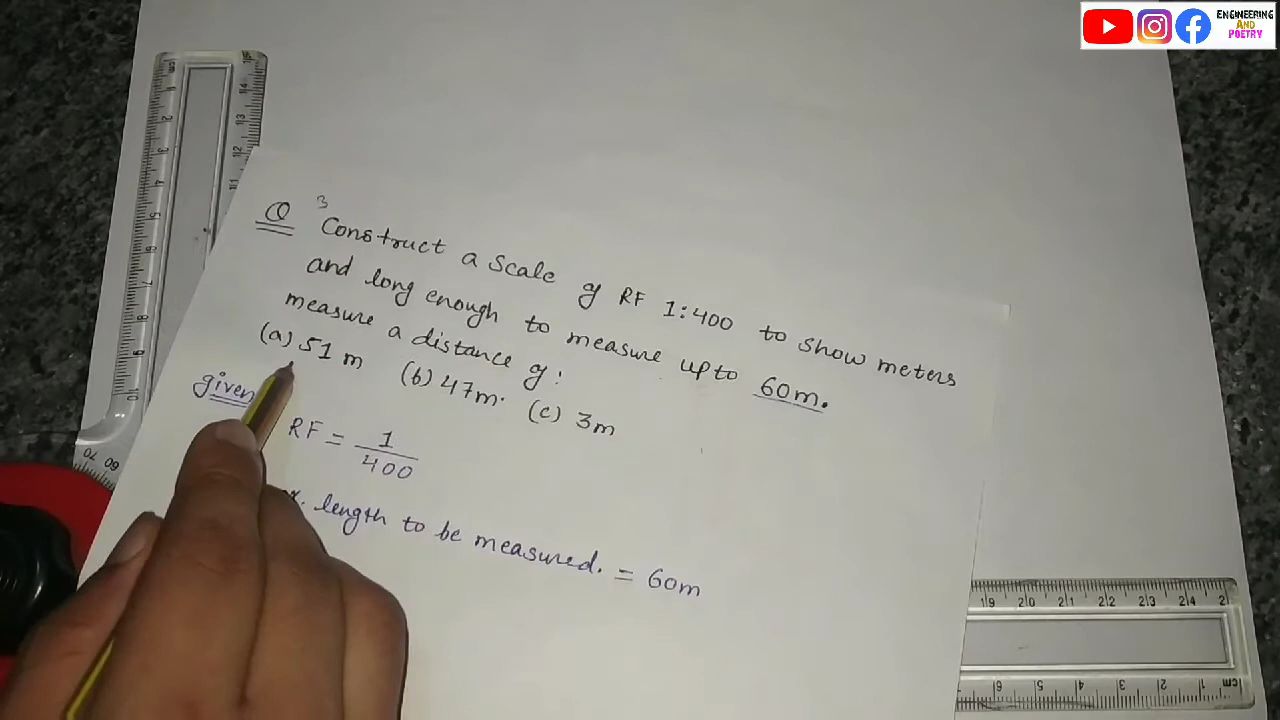 ENGINEERING
AND
POETRY
3
Q Construct a scale of RF 1:400 to show meters
and long enough to measure upto 60m.
measure a distance of:
(a) 51 m (b) 47m. (c) 3m
given
RF = 1/400
x. length to be measured. = 60m